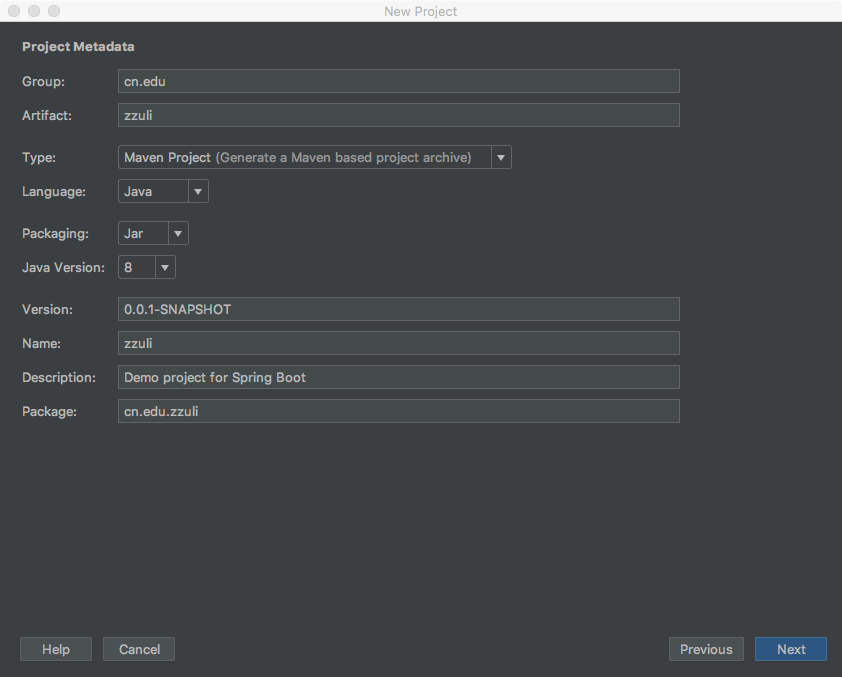 New Project
Project Metadata
Group: cn.edu
Artifact: zzuli
Type: Maven Project (Generate a Maven based project archive)
Language: Java
Packaging: Jar
Java Version: 8
Version: 0.0.1-SNAPSHOT
Name: zzuli
Description: Demo project for Spring Boot
Package: cn.edu.zzuli
Help Cancel Previous Next